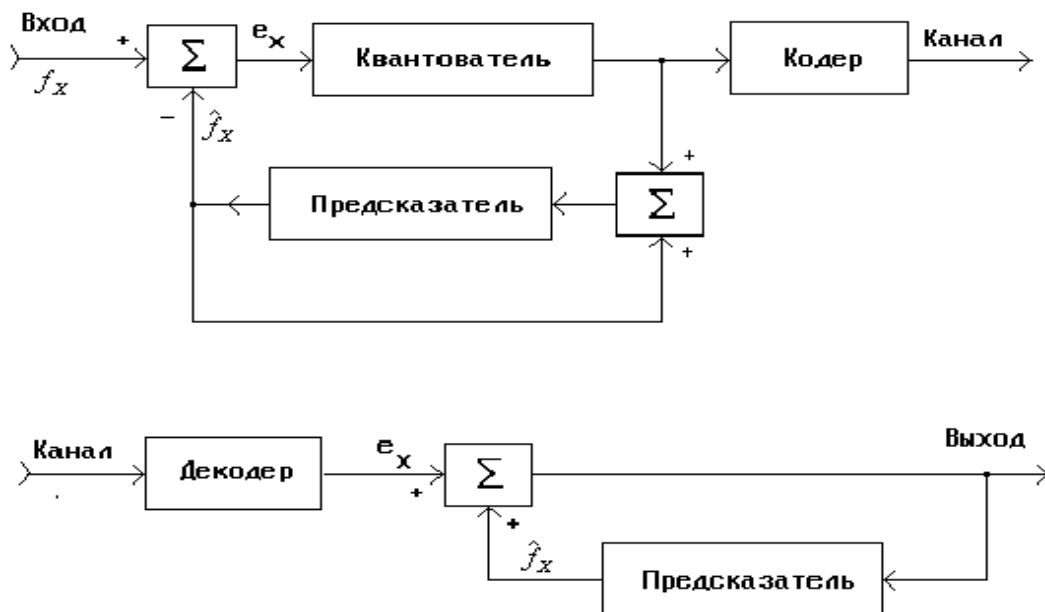 Вход
+
Σ
e_x
Квантователь
Кодер
Канал
f_x
−
f̂_x
+
Предсказатель
Σ
+
Канал
Декодер
e_x
+
Σ
Выход
+
f̂_x
Предсказатель